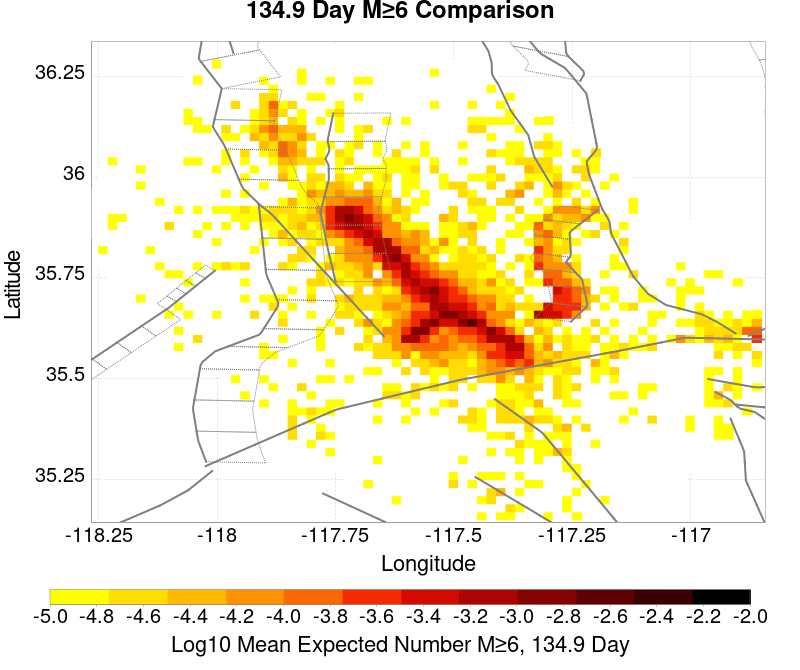 134.9 Day M≥6 Comparison
36.25
36
35.75
35.5
35.25
Latitude
-118.25 -118 -117.75 -117.5 -117.25 -117
Longitude
-5.0 -4.8 -4.6 -4.4 -4.2 -4.0 -3.8 -3.6 -3.4 -3.2 -3.0 -2.8 -2.6 -2.4 -2.2 -2.0
Log10 Mean Expected Number M≥6, 134.9 Day